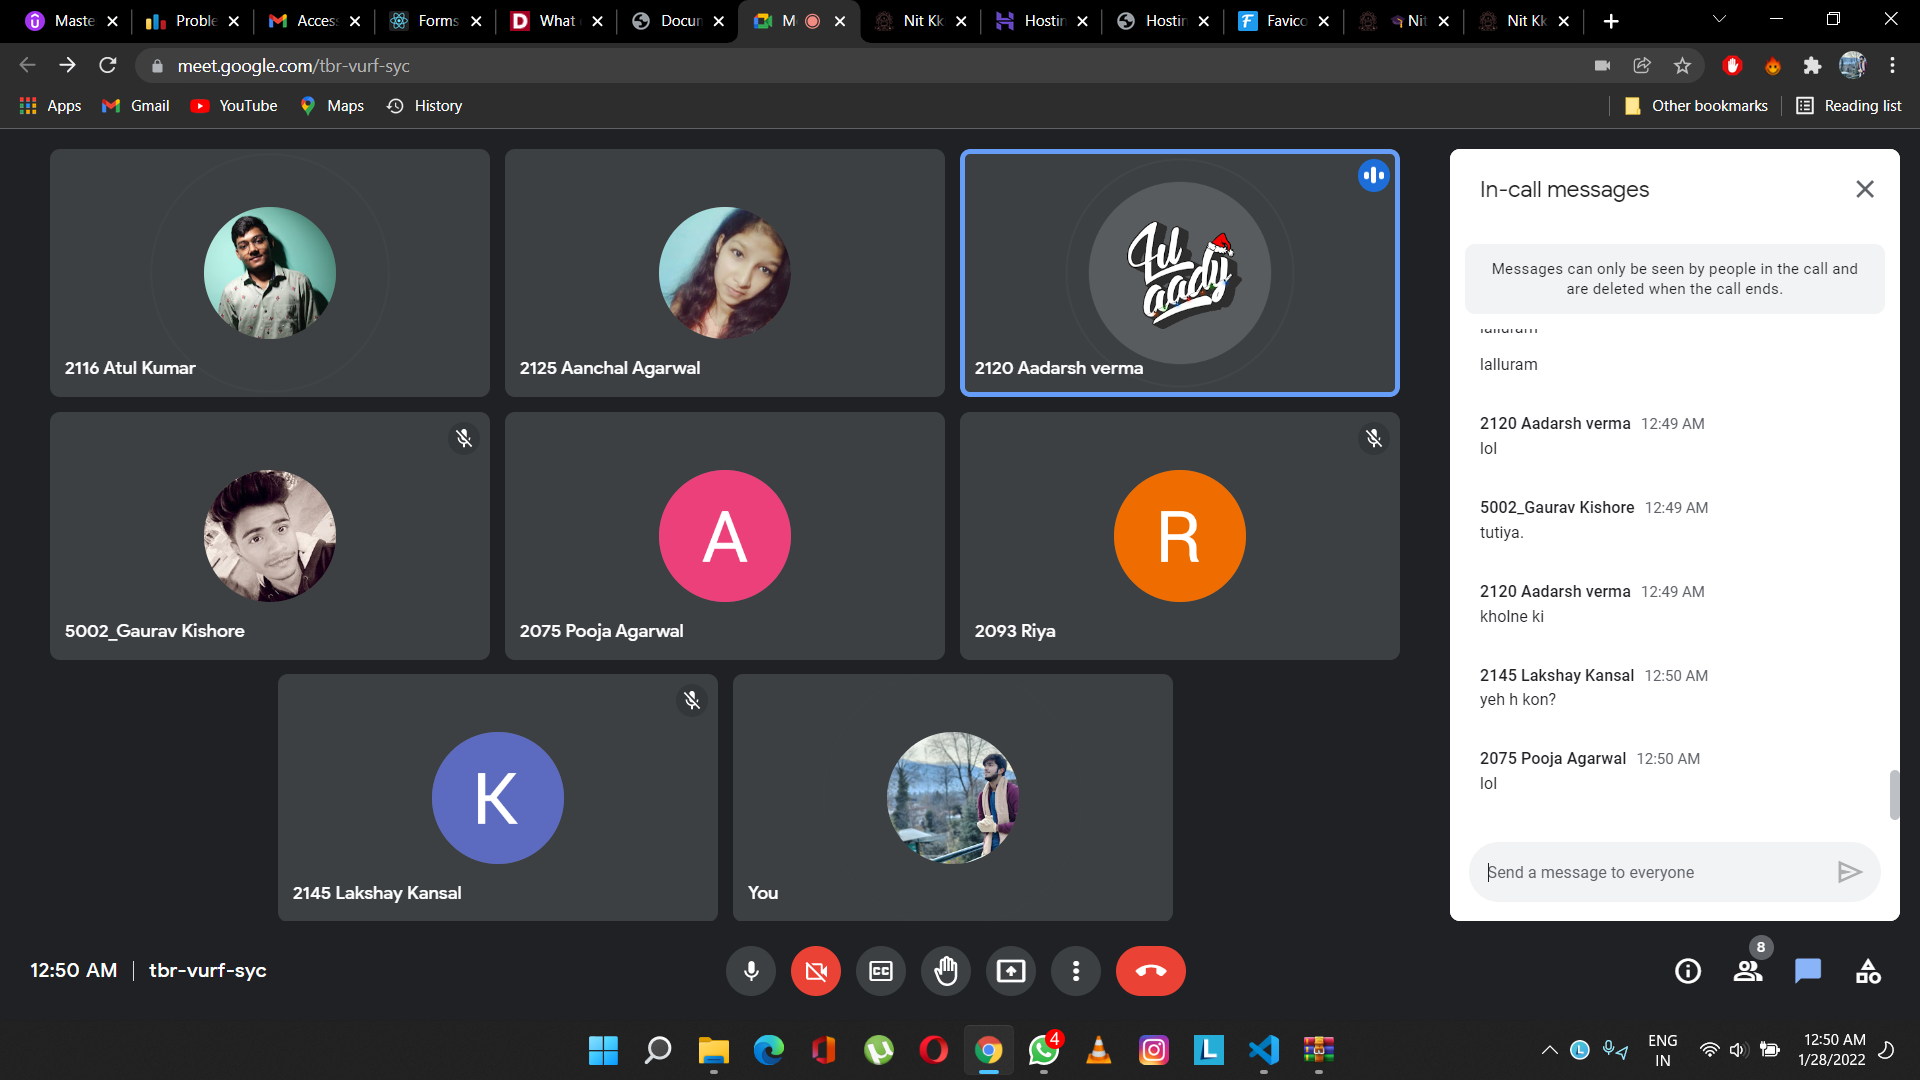 Maste
Proble
Acces
Forms
What
Docun
M
Nit Kk
Hostin
Hostin
Favico
Nit
Nit Kk
meet.google.com/tbr-vurf-syc
Apps
Gmail
YouTube
Maps
History
Other bookmarks
Reading list
Lil
aady
2116 Atul Kumar
2125 Aanchal Agarwal
2120 Aadarsh verma
A
R
5002_Gaurav Kishore
2075 Pooja Agarwal
2093 Riya
K
2145 Lakshay Kansal
You
In-call messages
Messages can only be seen by people in the call and
are deleted when the call ends.
lalluram
lalluram
2120 Aadarsh verma 12:49 AM
lol
5002_Gaurav Kishore 12:49 AM
tutiya.
2120 Aadarsh verma 12:49 AM
kholne ki
2145 Lakshay Kansal 12:50 AM
yeh h kon?
2075 Pooja Agarwal 12:50 AM
lol
Send a message to everyone
12:50 AM | tbr-vurf-syc
CC
8
4
L
L
ENG
IN
12:50 AM
1/28/2022